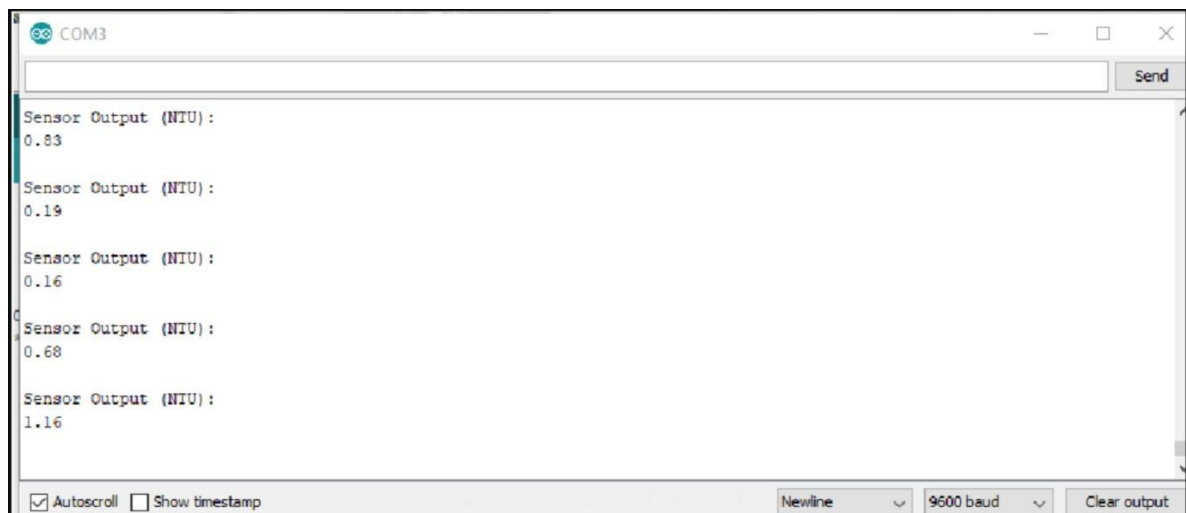 COM3
Send
Sensor Output (NTU):
0.83
Sensor Output (NTU):
0.19
Sensor Output (NTU):
0.16
Sensor Output (NTU):
0.68
Sensor Output (NTU):
1.16
Autoscroll Show timestamp Newline 9600 baud Clear output